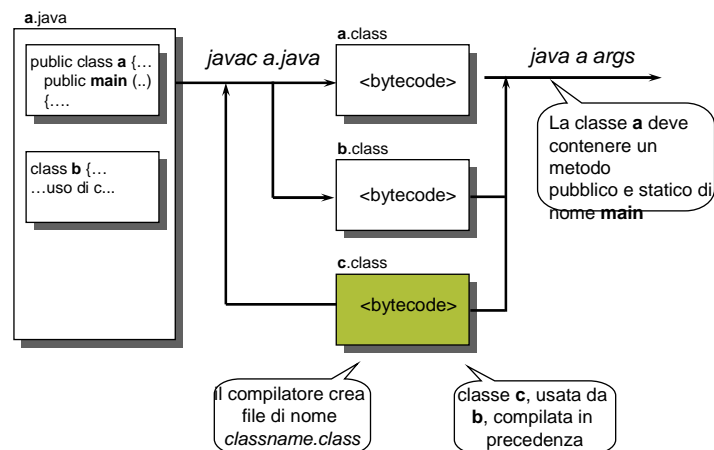 a.java
public class a {…
public main (..)
{….
class b {…
…uso di c...
javac a.java
a.class
<bytecode>
b.class
<bytecode>
c.class
<bytecode>
java a args
La classe a deve
contenere un
metodo
pubblico e statico di
nome main
il compilatore crea
file di nome
classname.class
classe c, usata da
b, compilata in
precedenza